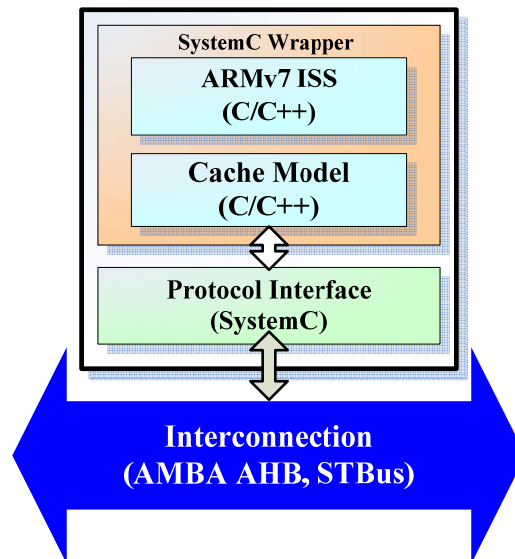 SystemC Wrapper
ARMv7 ISS
(C/C++)
Cache Model
(C/C++)
Protocol Interface
(SystemC)
Interconnection
(AMBA AHB, STBus)